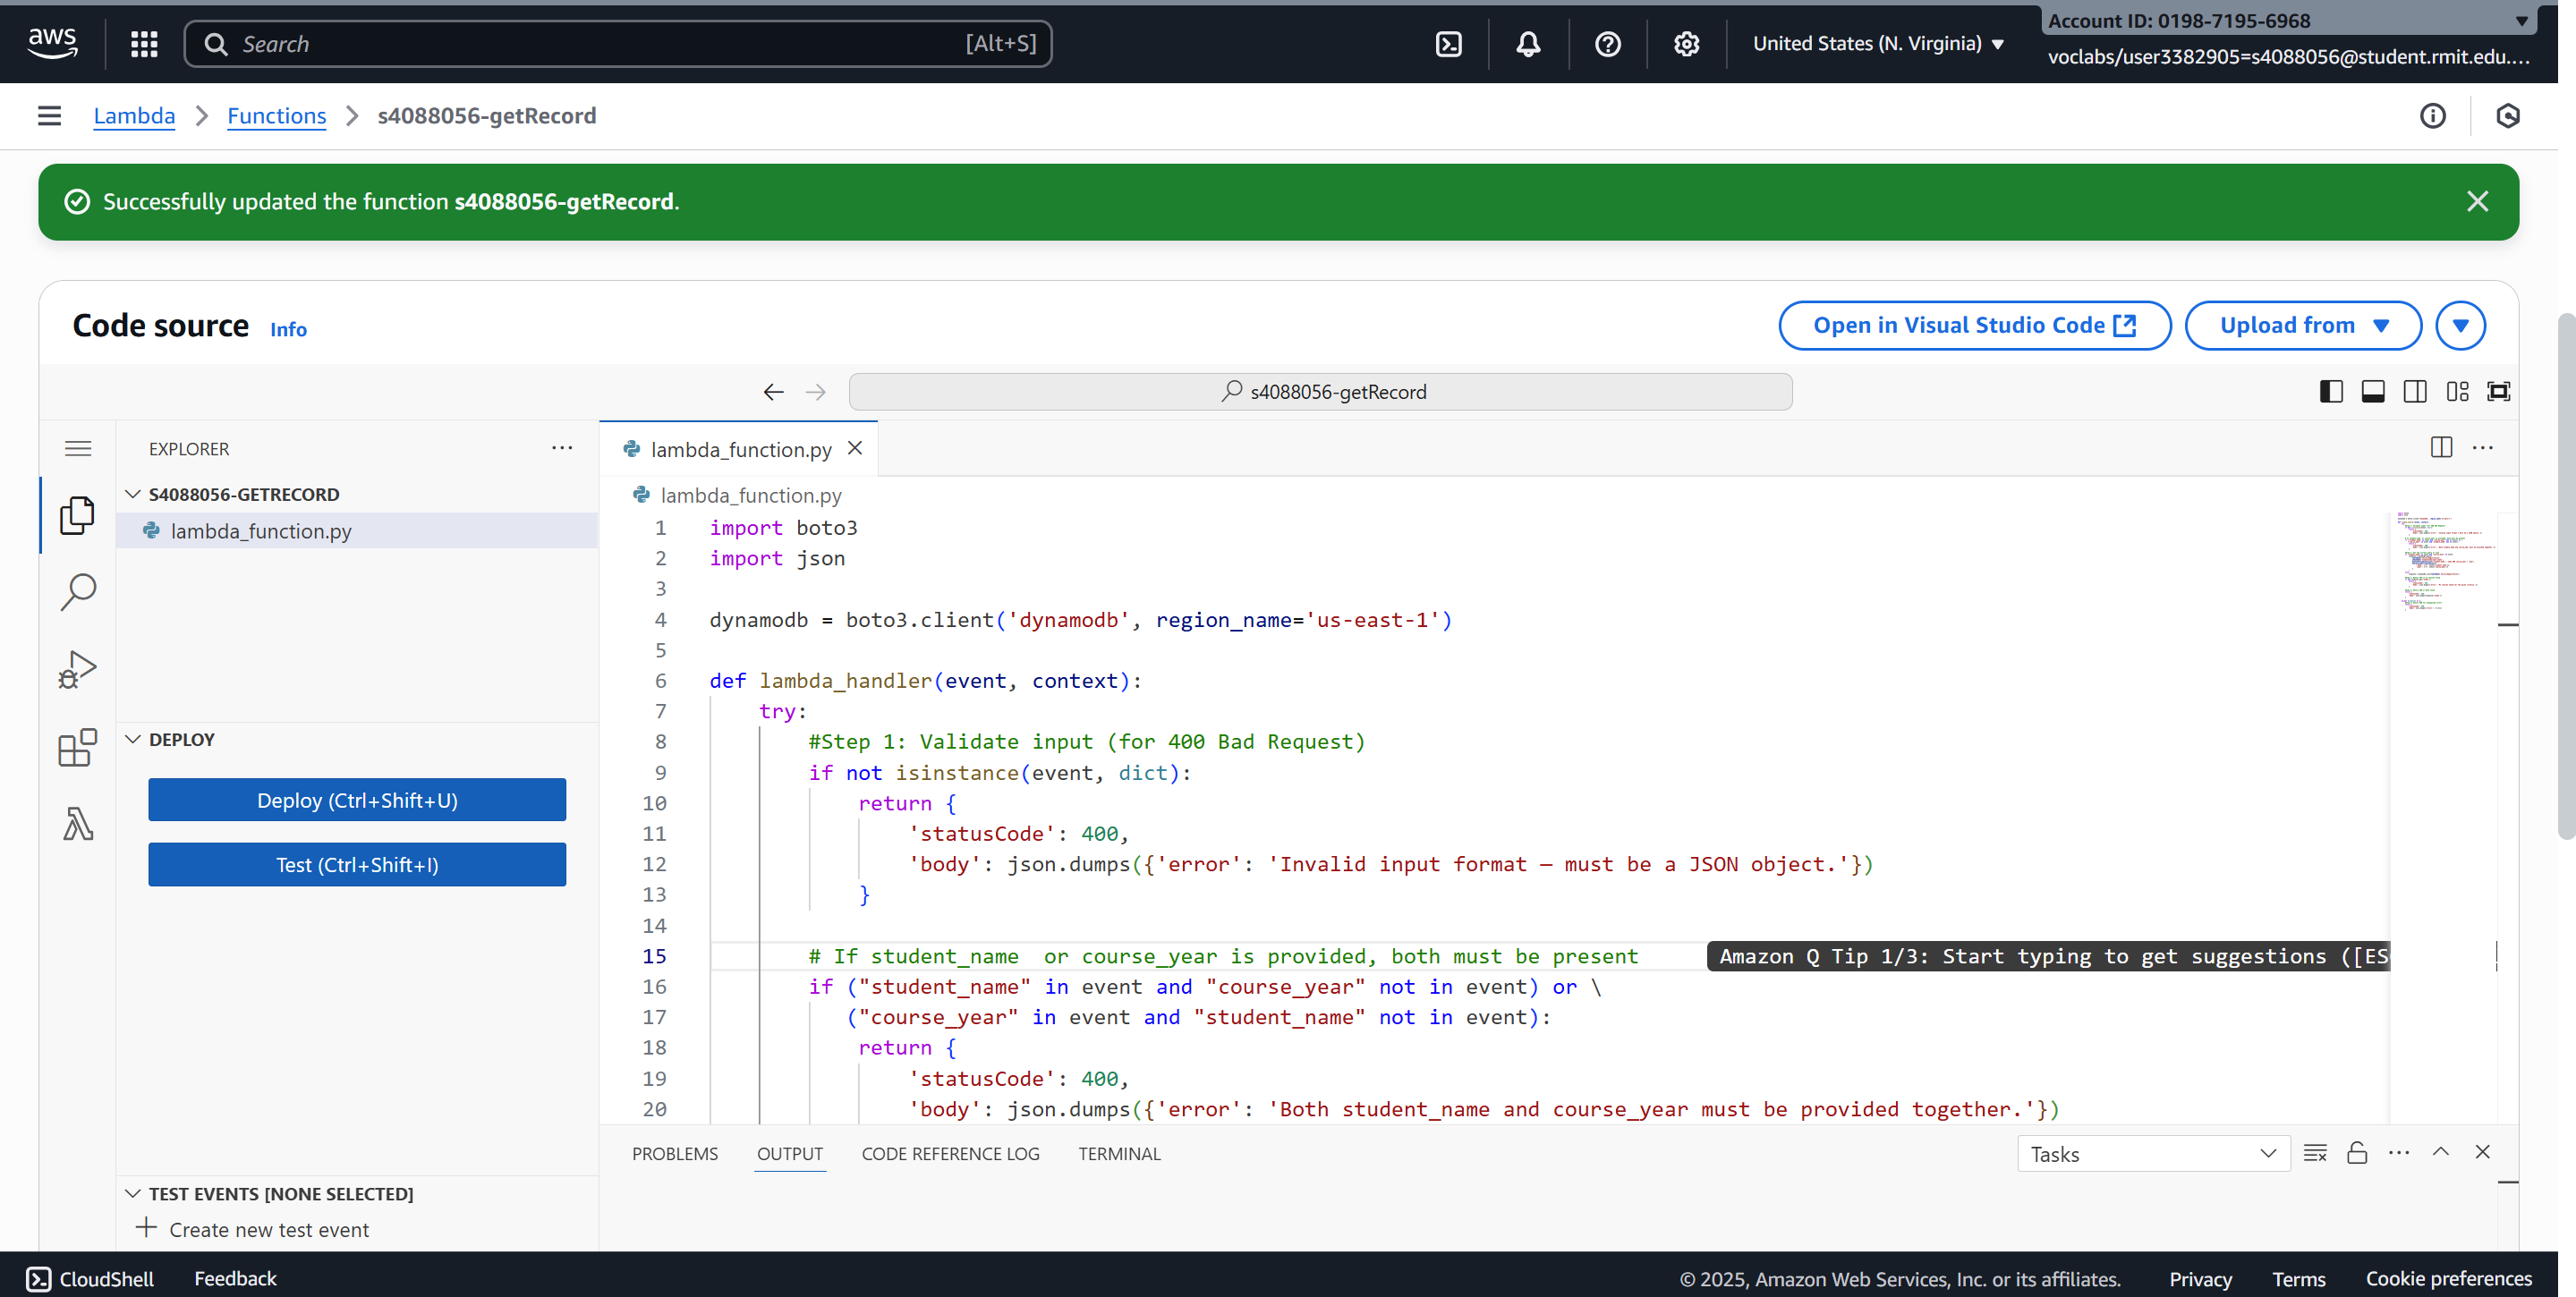 aws
Search
[Alt+S]
United States (N. Virginia)
Account ID: 0198-7195-6968
voclabs/user3382905=s4088056@student.rmit.edu....
Lambda
Functions
s4088056-getRecord
Successfully updated the function s4088056-getRecord.
Code source
Info
Open in Visual Studio Code
Upload from
s4088056-getRecord
EXPLORER
S4088056-GETRECORD
lambda_function.py
DEPLOY
Deploy (Ctrl+Shift+U)
Test (Ctrl+Shift+I)
TEST EVENTS [NONE SELECTED]
Create new test event
lambda_function.py
lambda_function.py
1 import boto3
2 import json
3
4 dynamodb = boto3.client('dynamodb', region_name='us-east-1')
5
6 def lambda_handler(event, context):
7     try:
8         #Step 1: Validate input (for 400 Bad Request)
9         if not isinstance(event, dict):
10             return {
11                 'statusCode': 400,
12                 'body': json.dumps({'error': 'Invalid input format – must be a JSON object.'})
13             }
14
15         # If student_name  or course_year is provided, both must be present
Amazon Q Tip 1/3: Start typing to get suggestions ([ES
16         if ("student_name" in event and "course_year" not in event) or \
17            ("course_year" in event and "student_name" not in event):
18             return {
19                 'statusCode': 400,
20                 'body': json.dumps({'error': 'Both student_name and course_year must be provided together.'})
PROBLEMS
OUTPUT
CODE REFERENCE LOG
TERMINAL
Tasks
CloudShell
Feedback
© 2025, Amazon Web Services, Inc. or its affiliates.
Privacy
Terms
Cookie preferences